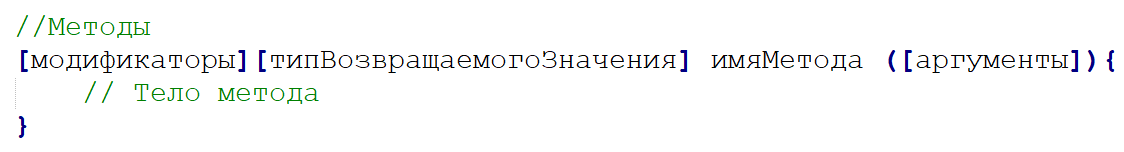 //Методы
[модификаторы][типВозвращаемогоЗначения] имяМетода ([аргументы]){
// Тело метода
}